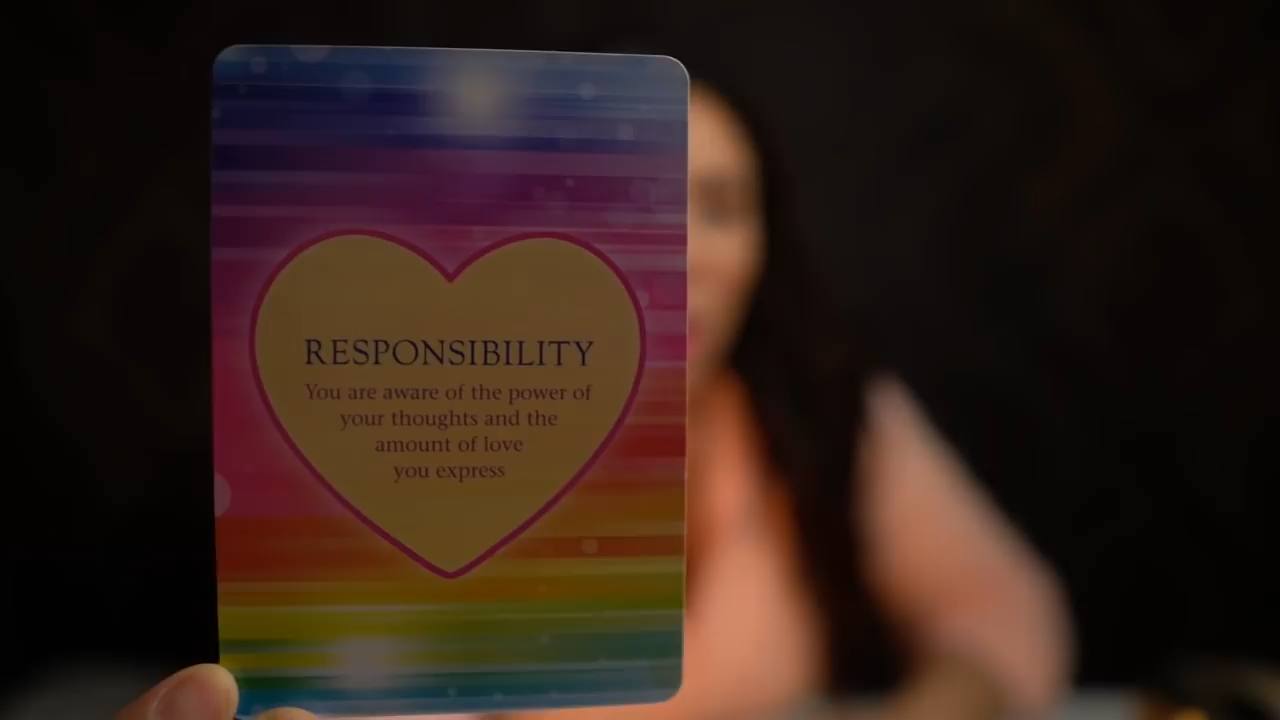 RESPONSIBILITY
You are aware of the power of
your thoughts and the
amount of love
you express